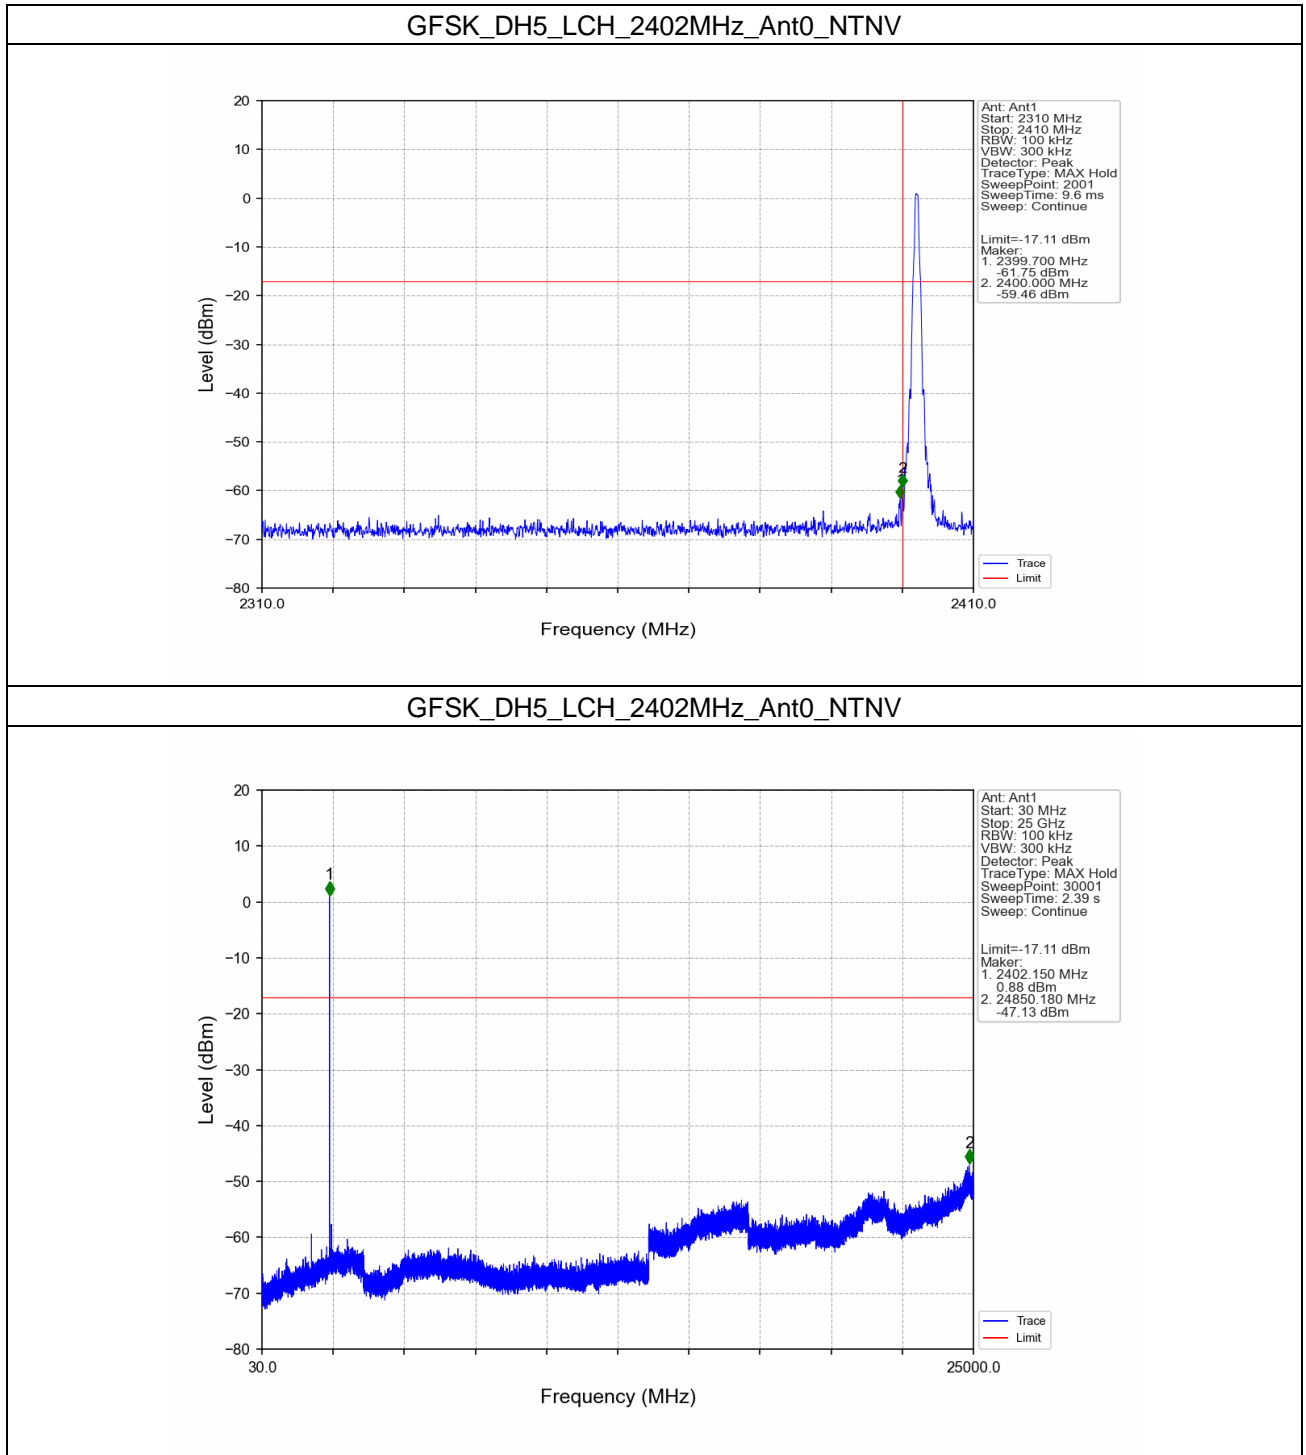 GFSK_DH5_LCH_2402MHz_Ant0_NTNV
20
10
0
−10
−20
−30
−40
−50
−60
−70
−80
Level (dBm)
2310.0
2410.0
Frequency (MHz)
2
Ant: Ant1
Start: 2310 MHz
Stop: 2410 MHz
RBW: 100 kHz
VBW: 300 kHz
Detector: Peak
TraceType: MAX Hold
SweepPoint: 2001
SweepTime: 9.6 ms
Sweep: Continue
Limit=-17.11 dBm
Maker:
1. 2399.700 MHz
-61.75 dBm
2. 2400.000 MHz
-59.46 dBm
Trace
Limit
GFSK_DH5_LCH_2402MHz_Ant0_NTNV
20
10
0
−10
−20
−30
−40
−50
−60
−70
−80
Level (dBm)
30.0
25000.0
Frequency (MHz)
1
2
Ant: Ant1
Start: 30 MHz
Stop: 25 GHz
RBW: 100 kHz
VBW: 300 kHz
Detector: Peak
TraceType: MAX Hold
SweepPoint: 30001
SweepTime: 2.39 s
Sweep: Continue
Limit=-17.11 dBm
Maker:
1. 2402.150 MHz
0.88 dBm
2. 24850.180 MHz
-47.13 dBm
Trace
Limit